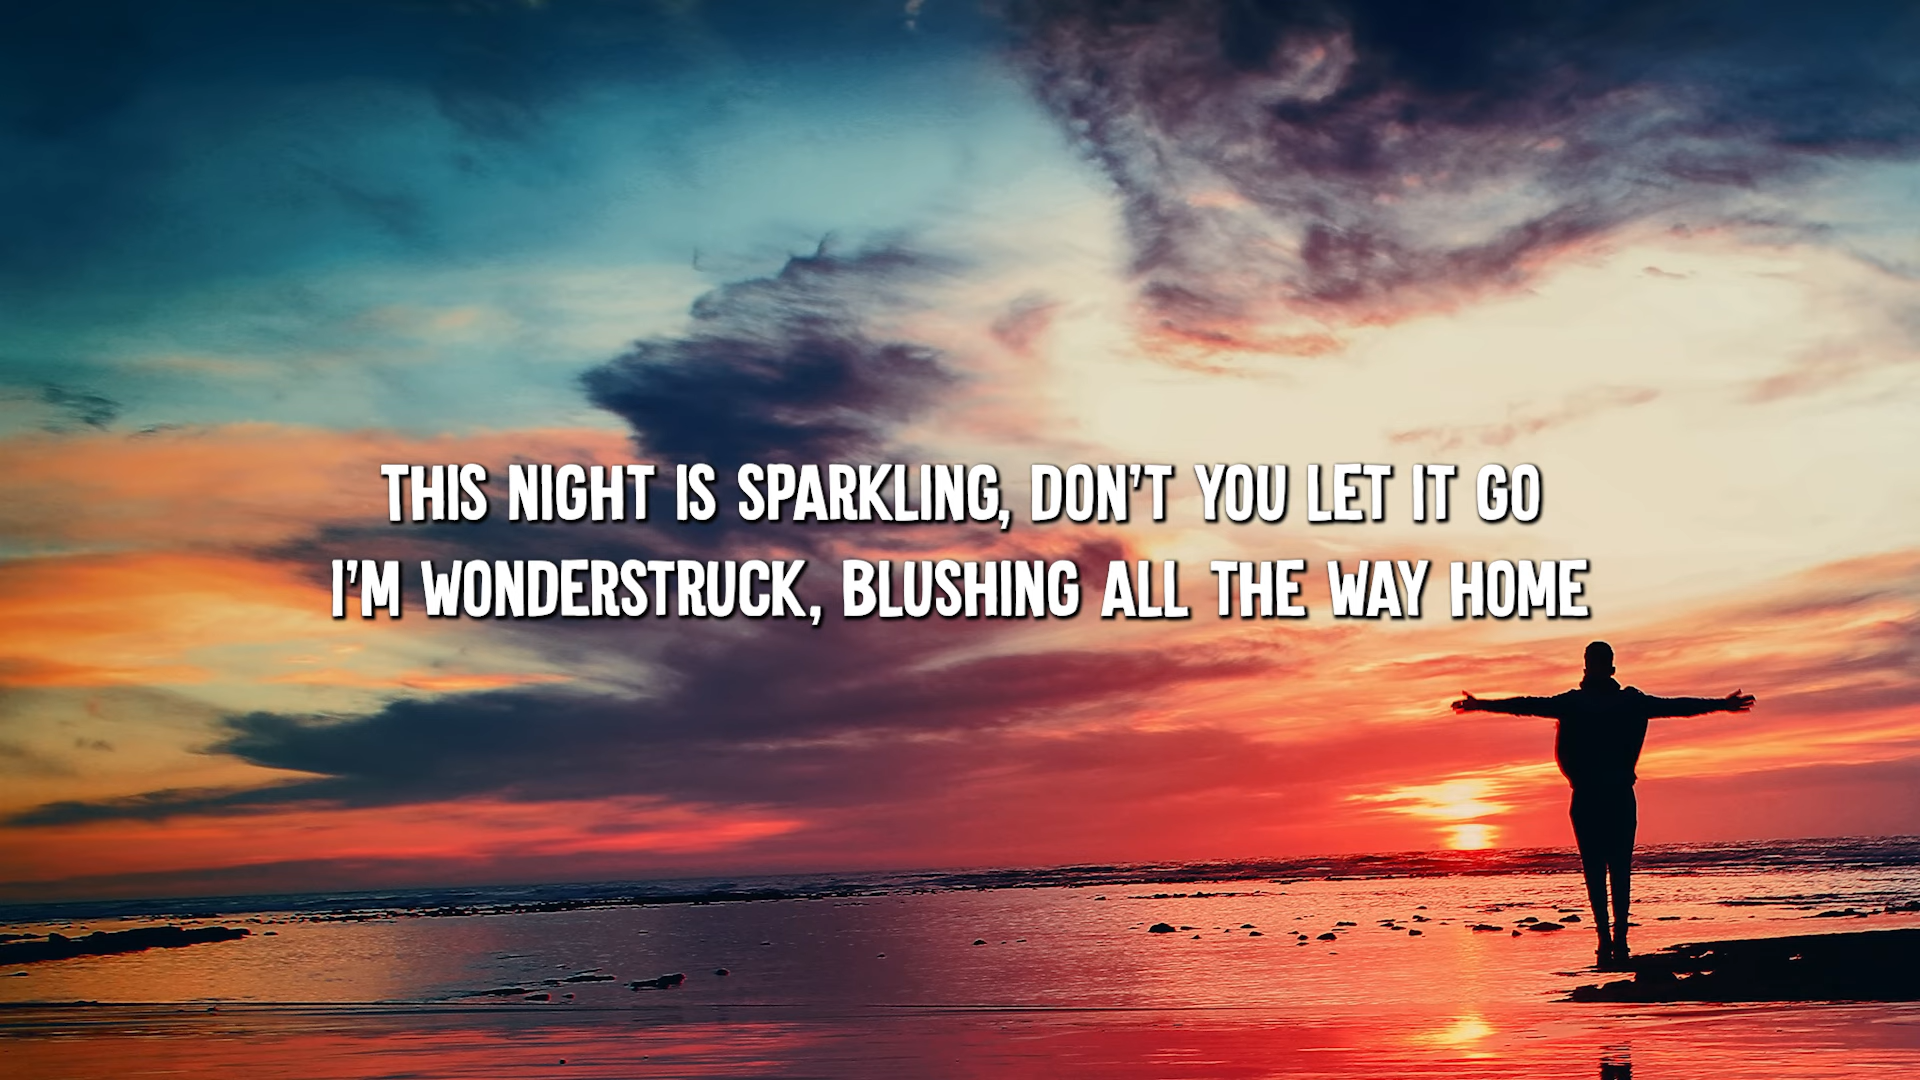 THIS NIGHT IS SPARKLING, DON'T YOU LET IT GO
I'M WONDERSTRUCK, BLUSHING ALL THE WAY HOME